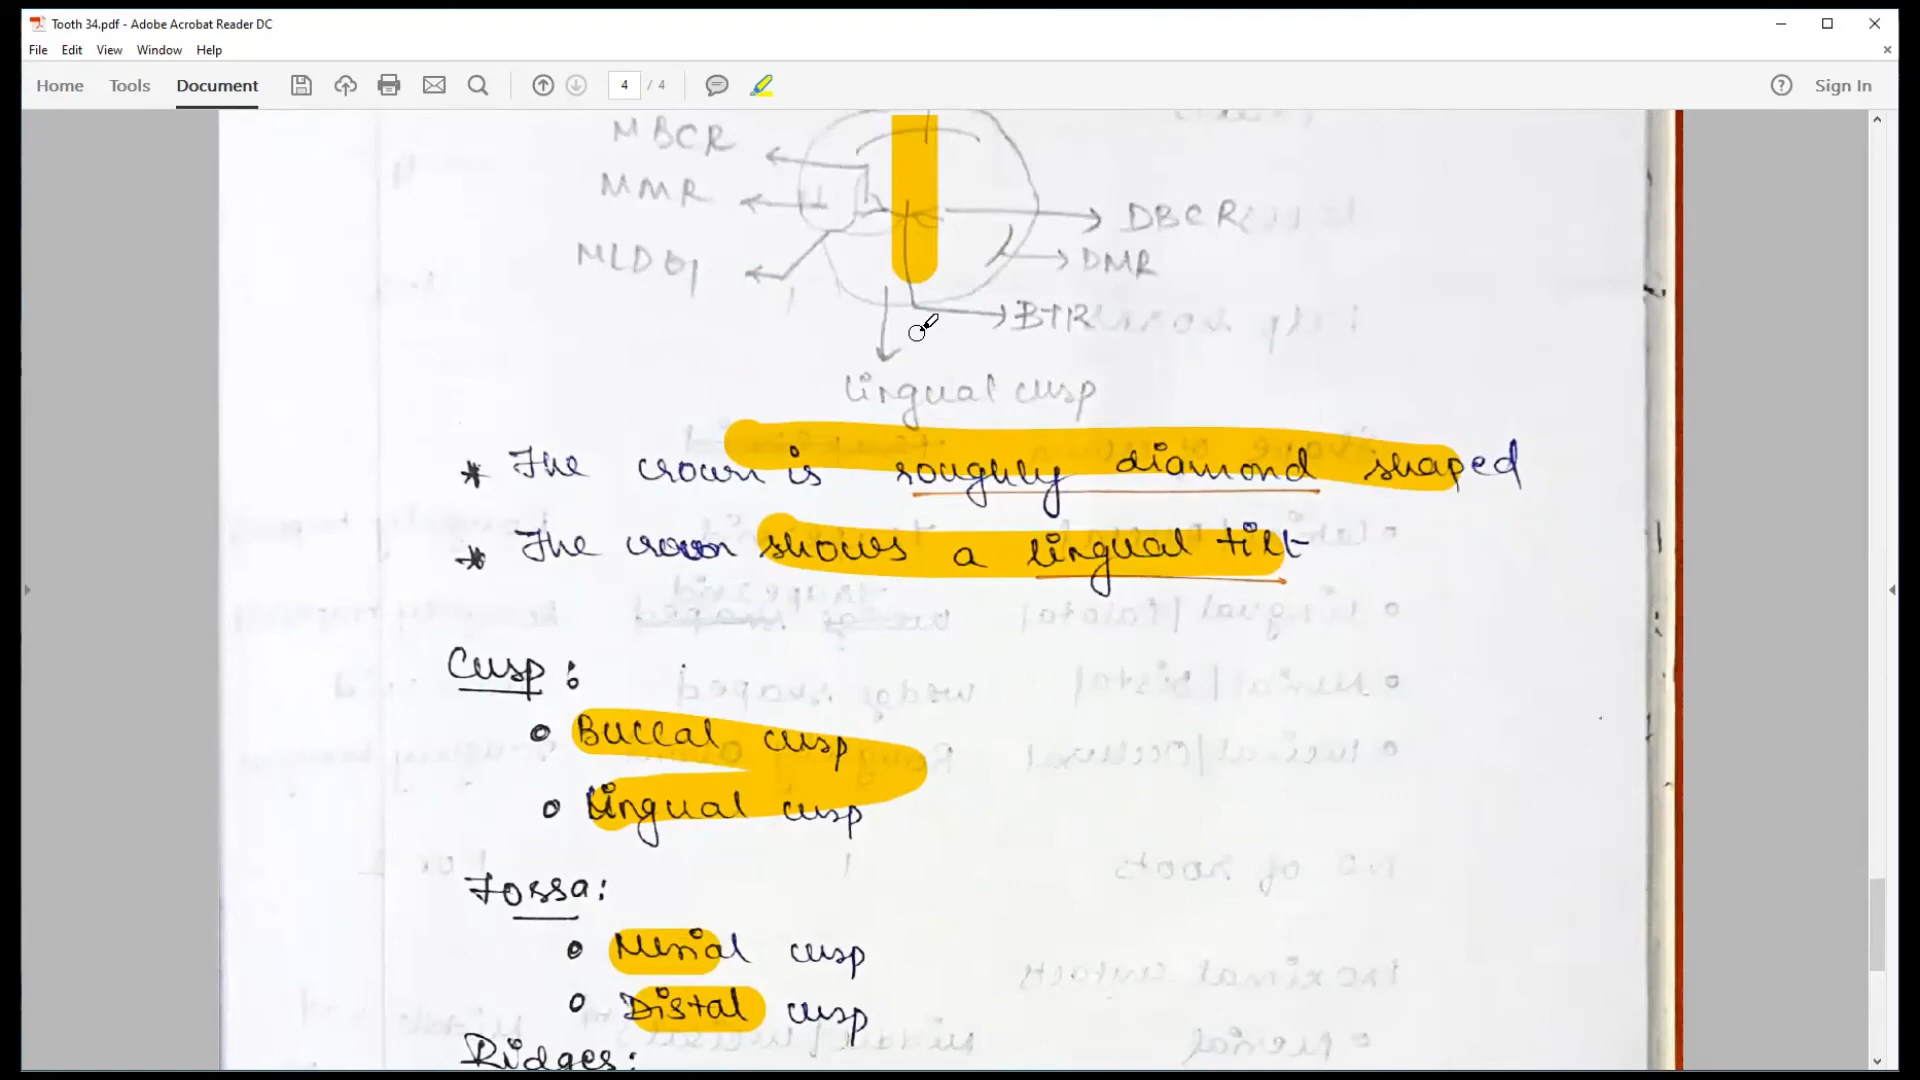 Tooth 34.pdf - Adobe Acrobat Reader DC
File Edit View Window Help
Home Tools Document 4 / 4 Sign In
MBCR
MMR
DBCR
DMR
BTR
lingual cusp
* The crown is roughly diamond shaped
* The crown shows a lingual tilt
Cusp :
Buccal cusp
Lingual cusp
Fossa:
Mesial cusp
Distal cusp
Ridges: